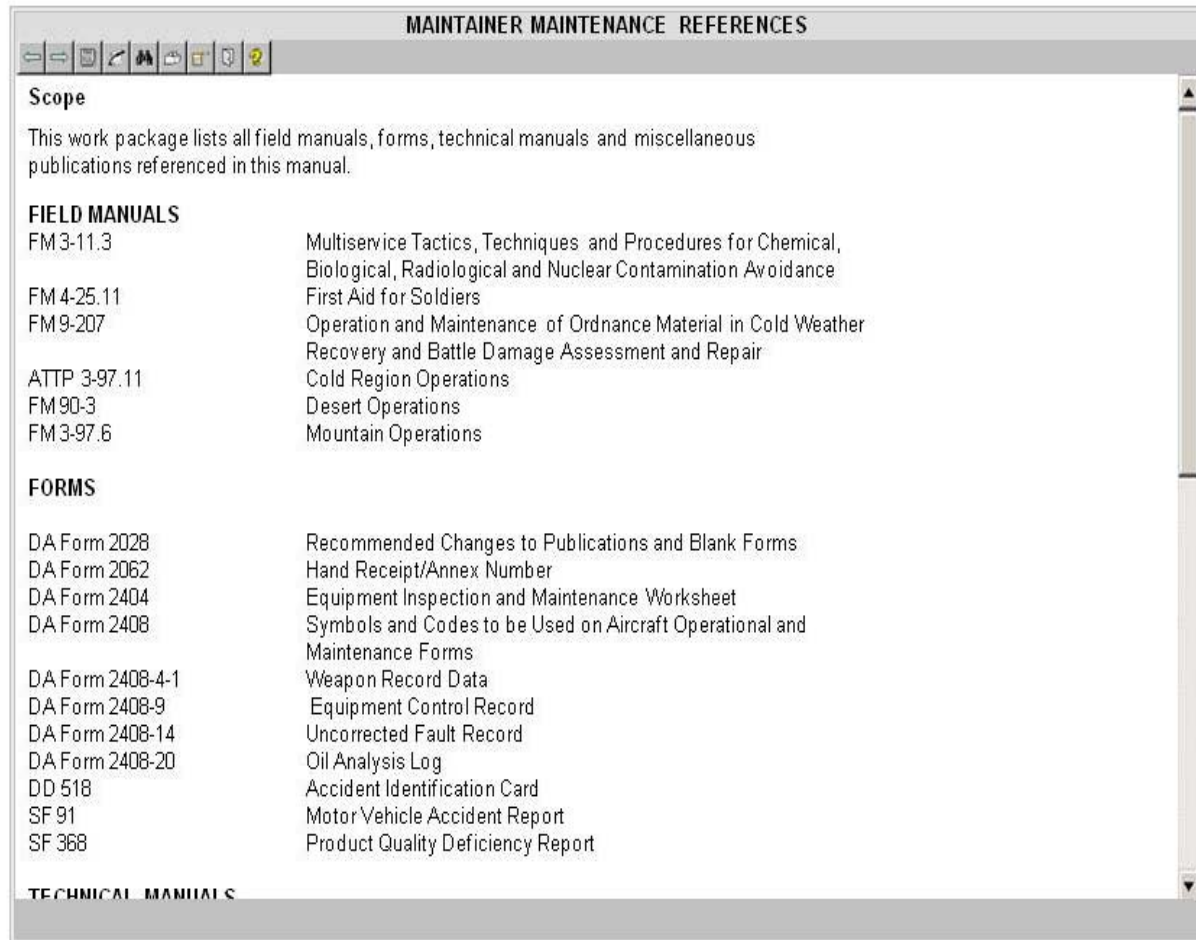 MAINTAINER MAINTENANCE REFERENCES
Scope
This work package lists all field manuals, forms, technical manuals and miscellaneous
publications referenced in this manual.
FIELD MANUALS
FM 3-11.3 Multiservice Tactics, Techniques and Procedures for Chemical,
Biological, Radiological and Nuclear Contamination Avoidance
FM 4-25.11 First Aid for Soldiers
FM 9-207 Operation and Maintenance of Ordnance Material in Cold Weather
Recovery and Battle Damage Assessment and Repair
ATTP 3-97.11 Cold Region Operations
FM 90-3 Desert Operations
FM 3-97.6 Mountain Operations
FORMS
DA Form 2028 Recommended Changes to Publications and Blank Forms
DA Form 2062 Hand Receipt/Annex Number
DA Form 2404 Equipment Inspection and Maintenance Worksheet
DA Form 2408 Symbols and Codes to be Used on Aircraft Operational and
Maintenance Forms
DA Form 2408-4-1 Weapon Record Data
DA Form 2408-9 Equipment Control Record
DA Form 2408-14 Uncorrected Fault Record
DA Form 2408-20 Oil Analysis Log
DD 518 Accident Identification Card
SF 91 Motor Vehicle Accident Report
SF 368 Product Quality Deficiency Report
TECHNICAL MANUALS